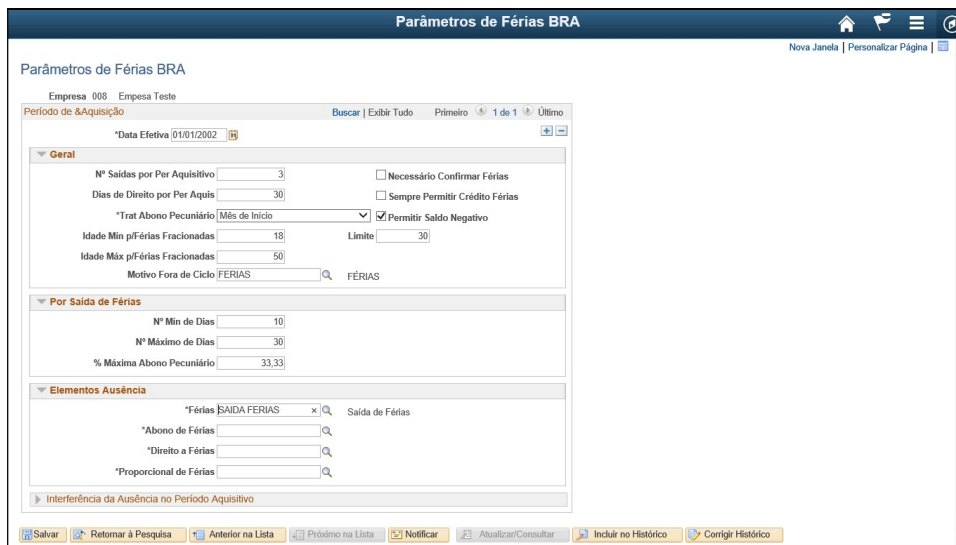 Parâmetros de Férias BRA
Nova Janela | Personalizar Página |
Parâmetros de Férias BRA
Empresa 008 Empesa Teste
Período de &Aquisição Buscar | Exibir Tudo Primeiro 1 de 1 Último
*Data Efetiva 01/01/2002
Geral
Nº Saídas por Per Aquisitivo 3 Necessário Confirmar Férias
Dias de Direito por Per Aquis 30 Sempre Permitir Crédito Férias
*Trat Abono Pecuniário Mês de Início Permitir Saldo Negativo
Idade Mín p/Férias Fracionadas 18 Limite 30
Idade Máx p/Férias Fracionadas 50
Motivo Fora de Ciclo FERIAS FÉRIAS
Por Saída de Férias
Nº Mín de Dias 10
Nº Máximo de Dias 30
% Máxima Abono Pecuniário 33,33
Elementos Ausência
*Férias SAIDA FERIAS × Saída de Férias
*Abono de Férias
*Direito a Férias
*Proporcional de Férias
Interferência da Ausência no Período Aquisitivo
Salvar Retornar à Pesquisa Anterior na Lista Próximo na Lista Notificar Atualizar/Consultar Incluir no Histórico Corrigir Histórico